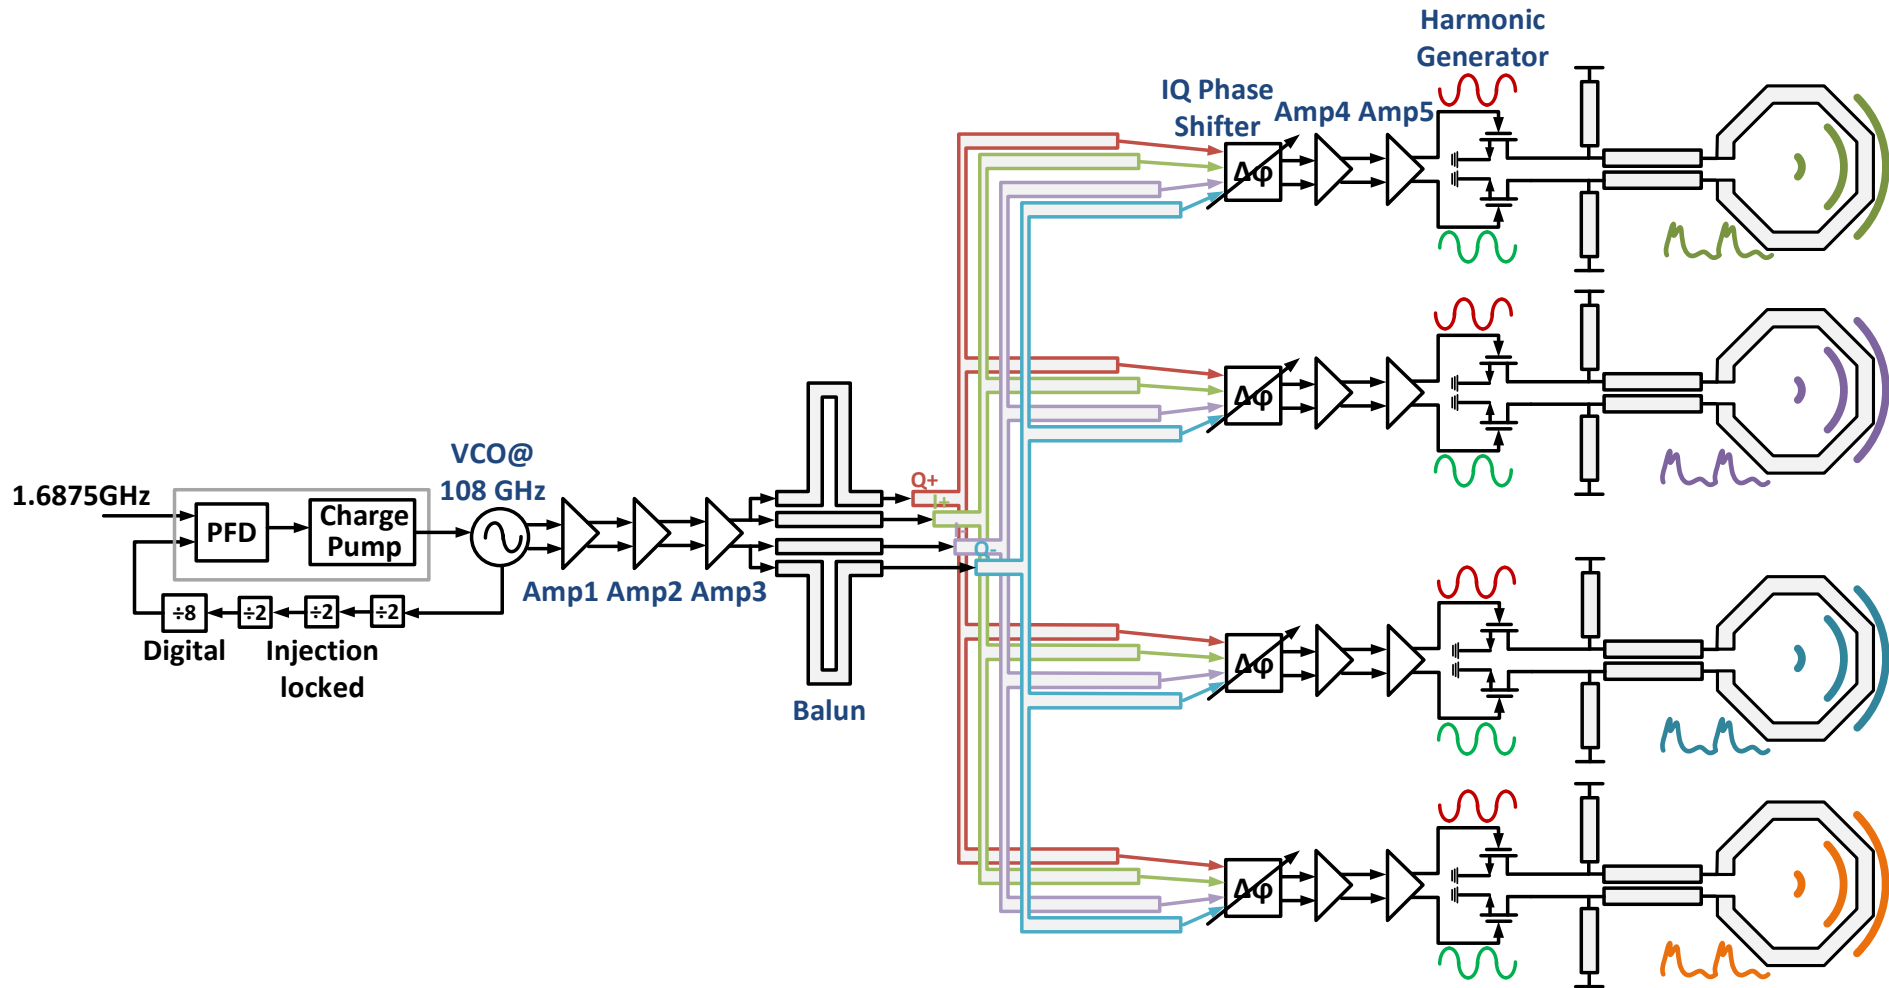 Harmonic
Generator
IQ Phase
Shifter
Amp4 Amp5
Δφ
Δφ
VCO@
108 GHz
1.6875GHz
PFD
Charge
Pump
Q+
I+
I-
Q-
Amp1 Amp2 Amp3
÷8
÷2
÷2
÷2
Digital
Injection
locked
Balun
Δφ
Δφ